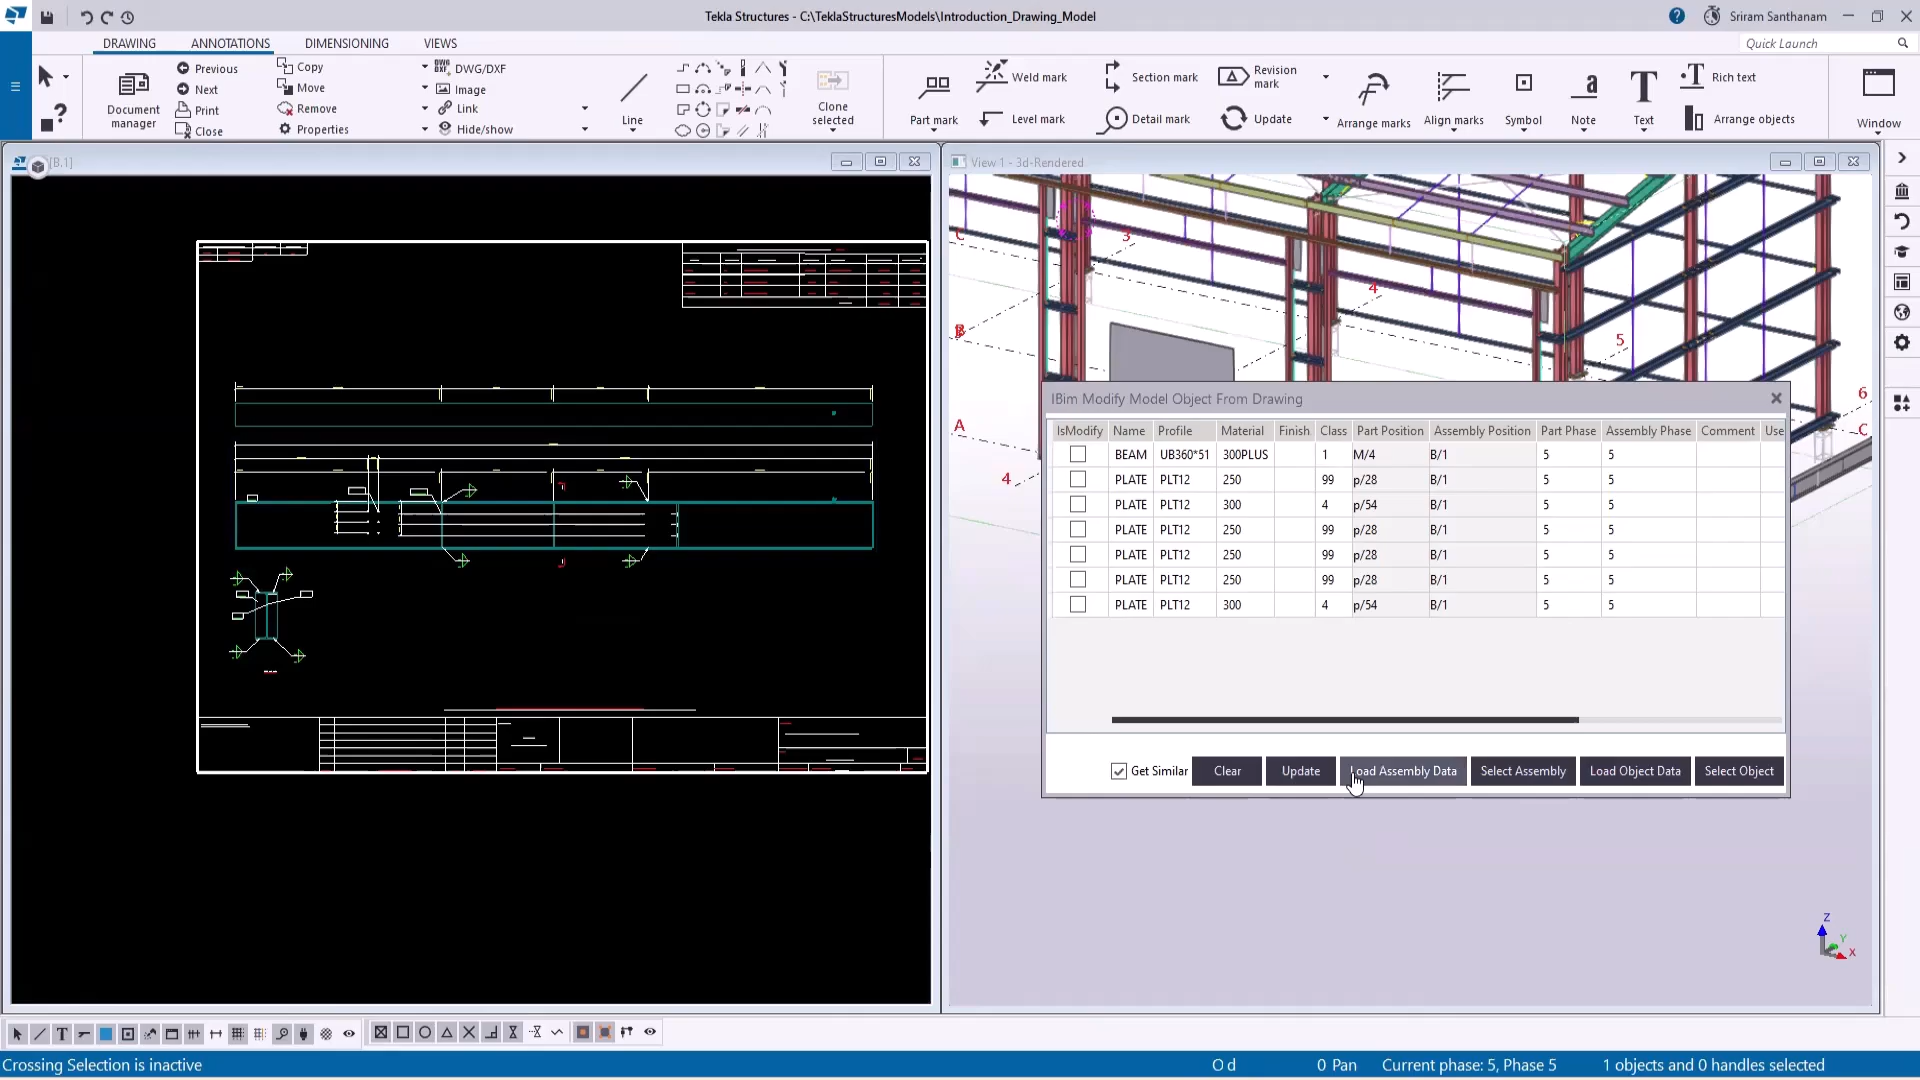 Tekla Structures - C:\TeklaStructuresModels\Introduction_Drawing_Model
Sriram Santhanam
DRAWING
ANNOTATIONS
DIMENSIONING
VIEWS
Quick Launch
Document manager
Previous
Next
Print
Close
Copy
Move
Remove
Properties
DWG/DXF
Image
Link
Hide/show
Line
Clone selected
Part mark
Weld mark
Level mark
Section mark
Detail mark
Revision mark
Update
Arrange marks
Align marks
Symbol
Note
Text
Rich text
Arrange objects
Window
[B.1]
View 1 - 3d-Rendered
C
3
4
B
5
A
6
C
4
IBim Modify Model Object From Drawing
IsModify Name Profile Material Finish Class Part Position Assembly Position Part Phase Assembly Phase Comment Use
BEAM UB360*51 300PLUS 1 M/4 B/1 5 5
PLATE PLT12 250 99 p/28 B/1 5 5
PLATE PLT12 300 4 p/54 B/1 5 5
PLATE PLT12 250 99 p/28 B/1 5 5
PLATE PLT12 250 99 p/28 B/1 5 5
PLATE PLT12 250 99 p/28 B/1 5 5
PLATE PLT12 300 4 p/54 B/1 5 5
Get Similar Clear Update Load Assembly Data Select Assembly Load Object Data Select Object
Z
Y
X
Crossing Selection is inactive
O d
0 Pan
Current phase: 5, Phase 5
1 objects and 0 handles selected